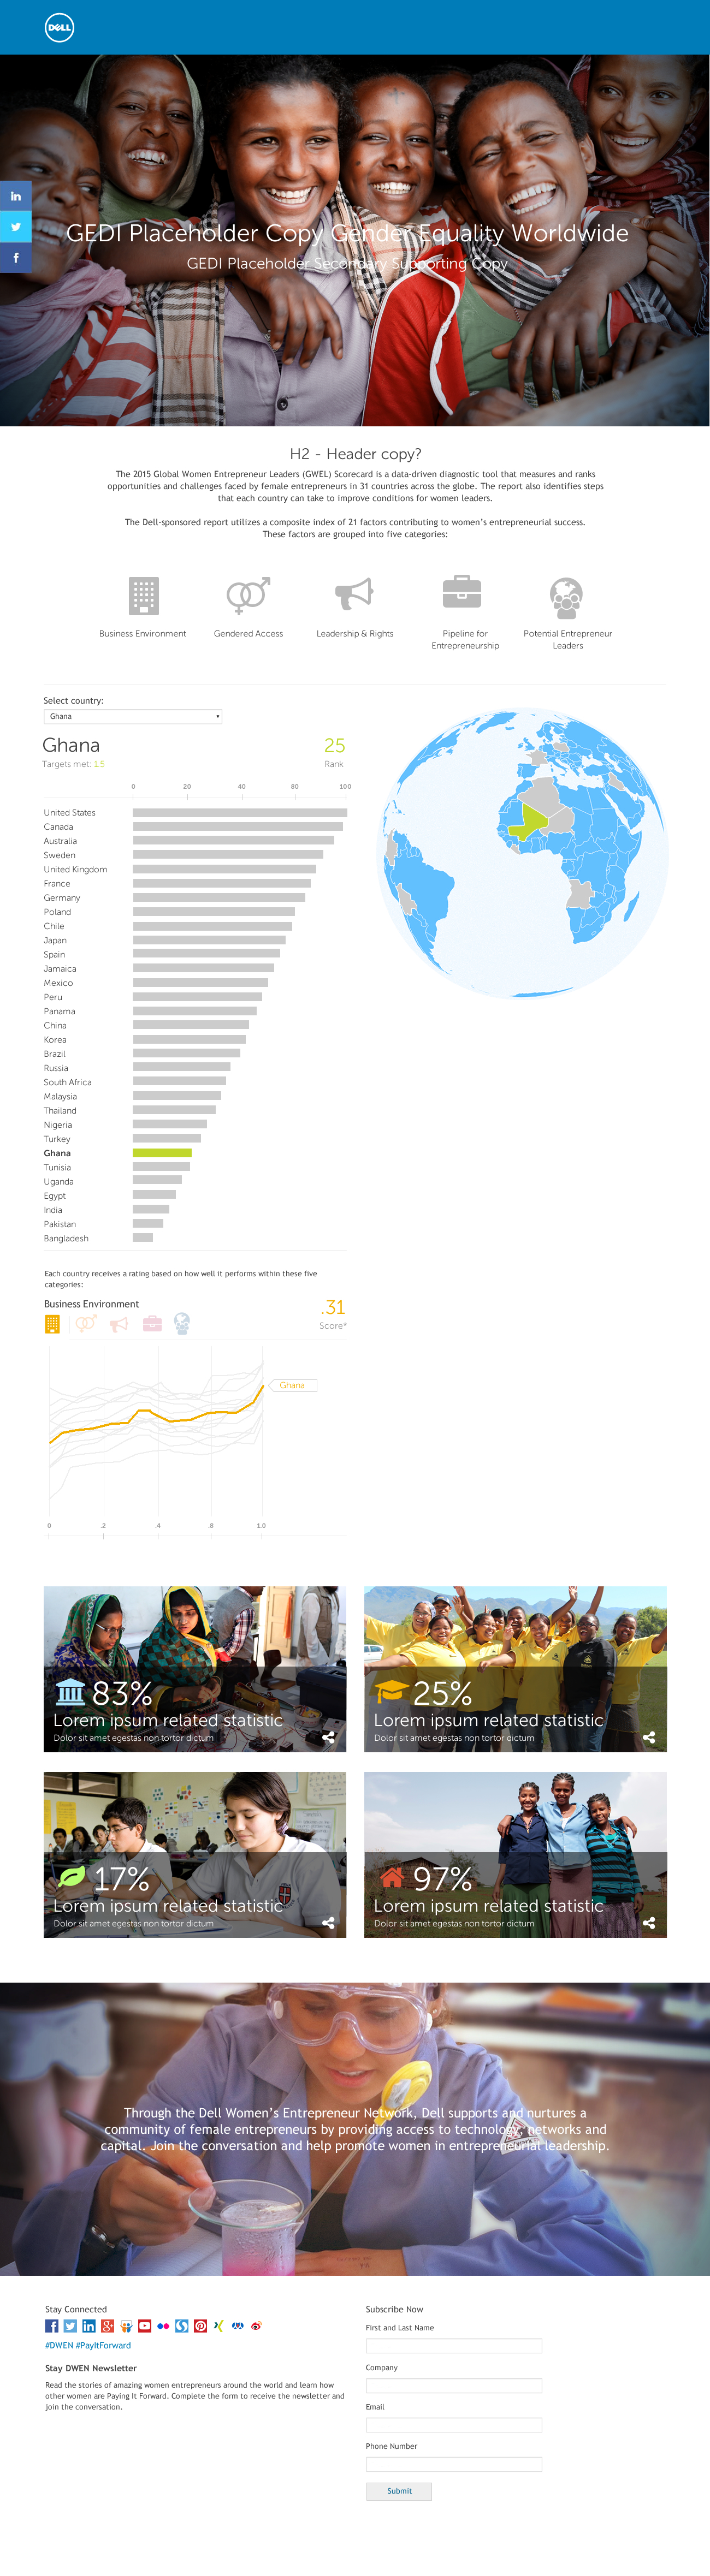 DELL
GEDI Placeholder Copy Gender Equality Worldwide
GEDI Placeholder Secondary Supporting Copy
H2 - Header copy?
The 2015 Global Women Entrepreneur Leaders (GWEL) Scorecard is a data-driven diagnostic tool that measures and ranks
opportunities and challenges faced by female entrepreneurs in 31 countries across the globe. The report also identifies steps
that each country can take to improve conditions for women leaders.
The Dell-sponsored report utilizes a composite index of 21 factors contributing to women's entrepreneurial success.
These factors are grouped into five categories:
Business Environment
Gendered Access
Leadership & Rights
Pipeline for
Entrepreneurship
Potential Entrepreneur
Leaders
Select country:
Ghana
Ghana
25
Targets met: 1.5
Rank
0 20 40 80 100
United States
Canada
Australia
Sweden
United Kingdom
France
Germany
Poland
Chile
Japan
Spain
Jamaica
Mexico
Peru
Panama
China
Korea
Brazil
Russia
South Africa
Malaysia
Thailand
Nigeria
Turkey
Ghana
Tunisia
Uganda
Egypt
India
Pakistan
Bangladesh
Each country receives a rating based on how well it performs within these five
categories:
Business Environment
.31
Score*
Ghana
0 .2 .4 .8 1.0
83%
Lorem ipsum related statistic
Dolor sit amet egestas non tortor dictum
25%
Lorem ipsum related statistic
Dolor sit amet egestas non tortor dictum
17%
Lorem ipsum related statistic
Dolor sit amet egestas non tortor dictum
97%
Lorem ipsum related statistic
Dolor sit amet egestas non tortor dictum
Through the Dell Women's Entrepreneur Network, Dell supports and nurtures a
community of female entrepreneurs by providing access to technology, networks and
capital. Join the conversation and help promote women in entrepreneurial leadership.
Stay Connected
#DWEN #PayItForward
Stay DWEN Newsletter
Read the stories of amazing women entrepreneurs around the world and learn how
other women are Paying It Forward. Complete the form to receive the newsletter and
join the conversation.
Subscribe Now
First and Last Name
Company
Email
Phone Number
Submit